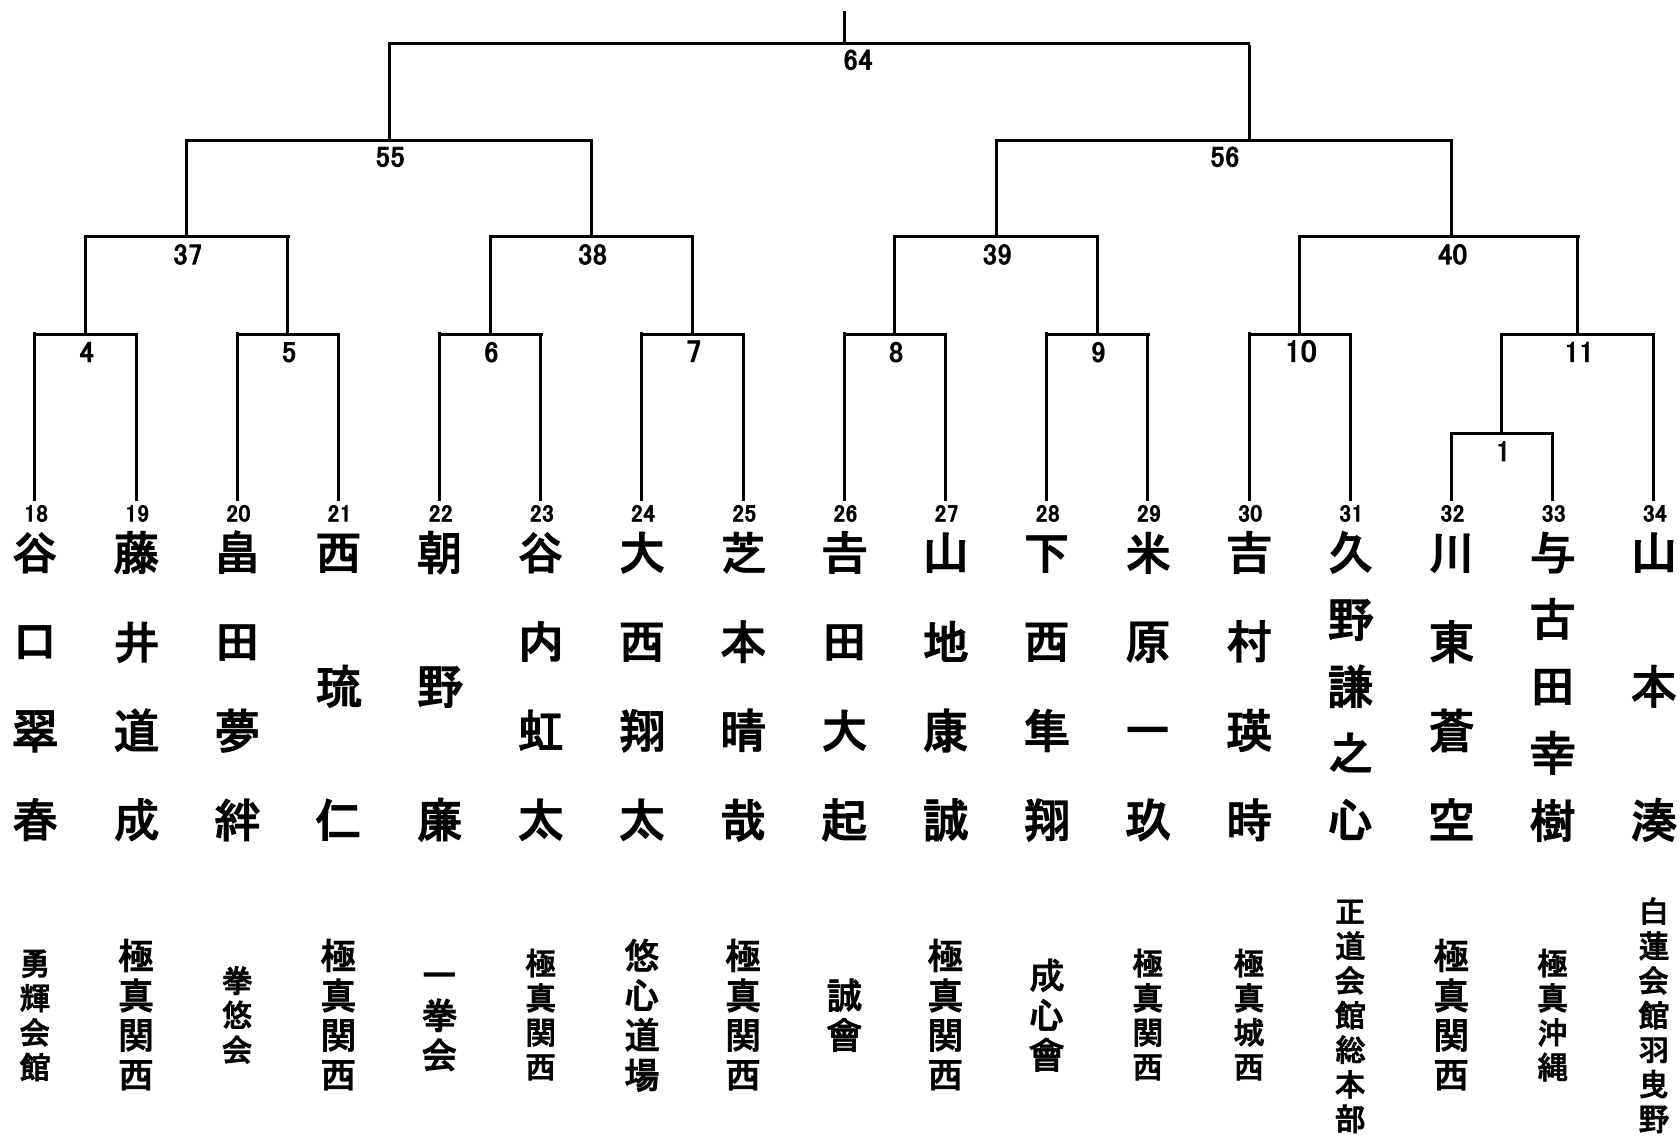 64
55
56
37
38
39
40
4
5
6
7
8
9
10
11
1
18
谷口翠春
勇輝会館
19
藤井道成
極真関西
20
畠田夢絆
拳悠会
21
西琉仁
極真関西
22
朝野廉
一拳会
23
谷内虹太
極真関西
24
大西翔太
悠心道場
25
芝本晴哉
極真関西
26
𠮷田大起
誠會
27
山地康誠
極真関西
28
下西隼翔
成心會
29
米原一玖
極真関西
30
吉村瑛時
極真城西
31
久野謙之心
正道会館総本部
32
川東蒼空
極真関西
33
与古田幸樹
極真沖縄
34
山本湊
白蓮会館羽曳野